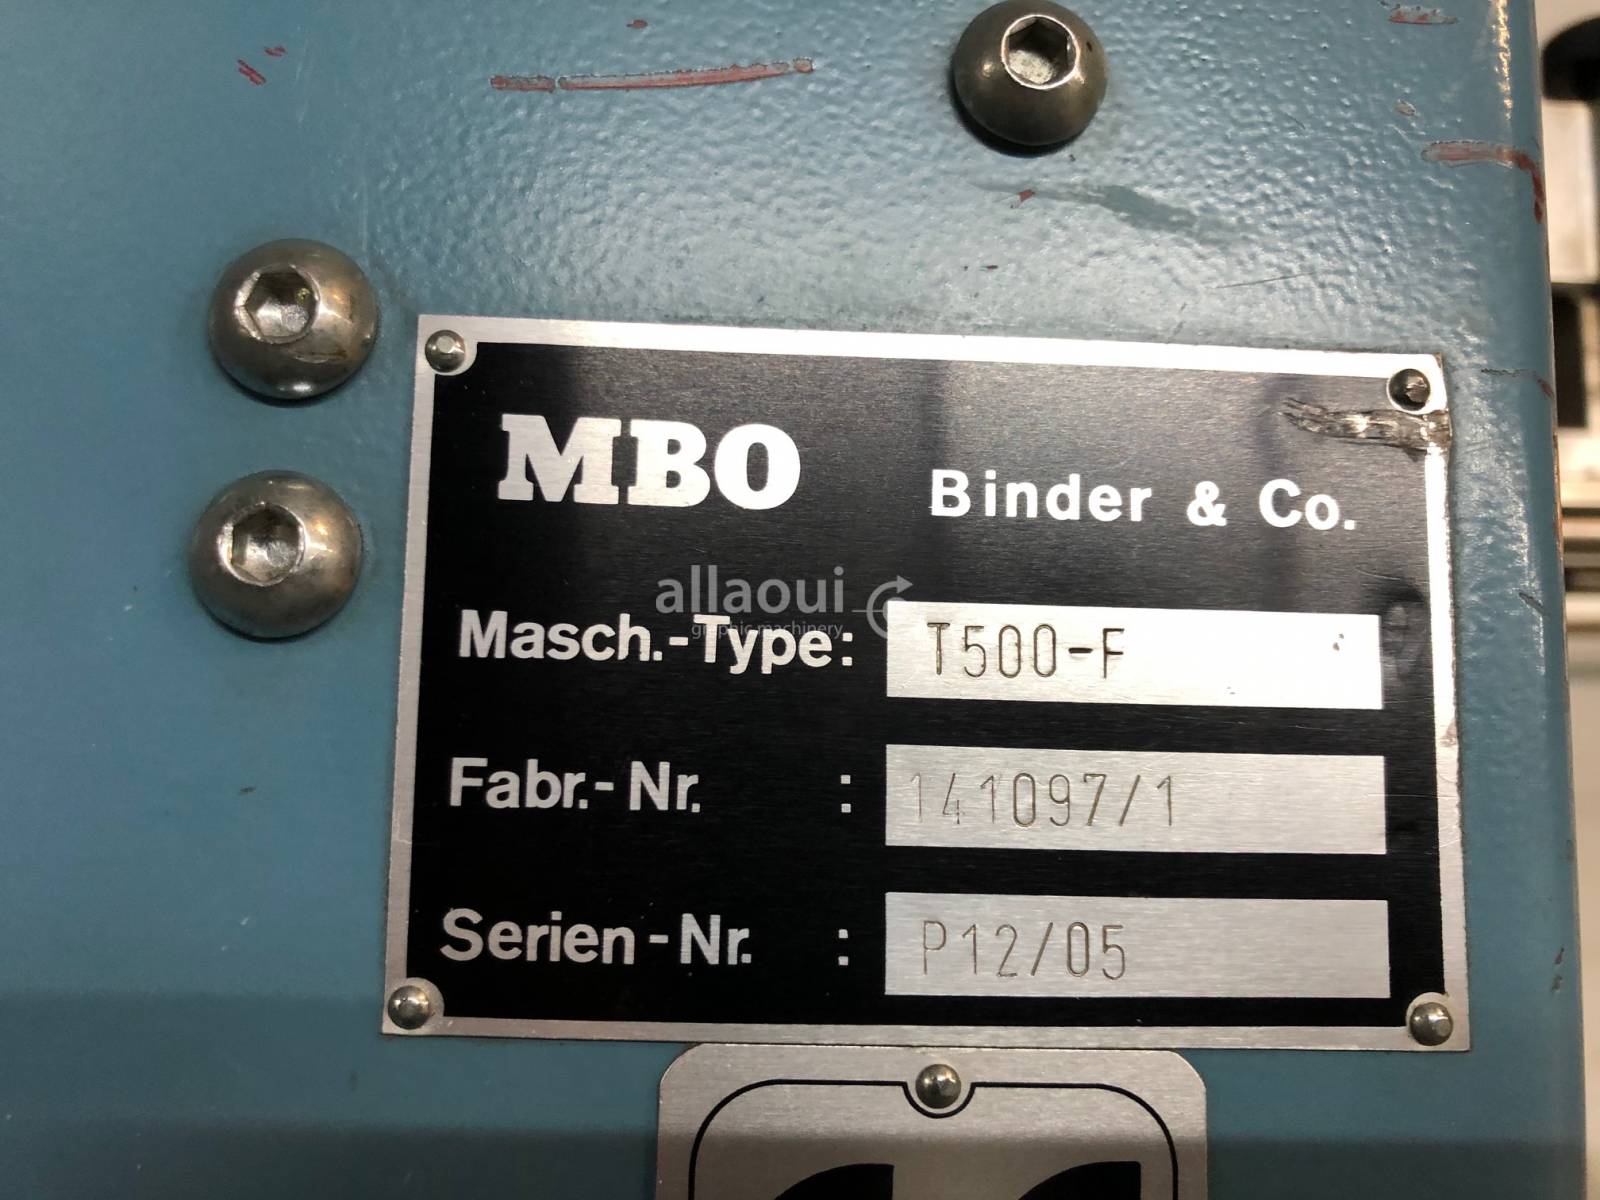 MBO Binder & Co.
allaoui
graphic machinery
Masch.-Type: T500-F
Fabr.-Nr. : 141097/1
Serien-Nr. : P12/05